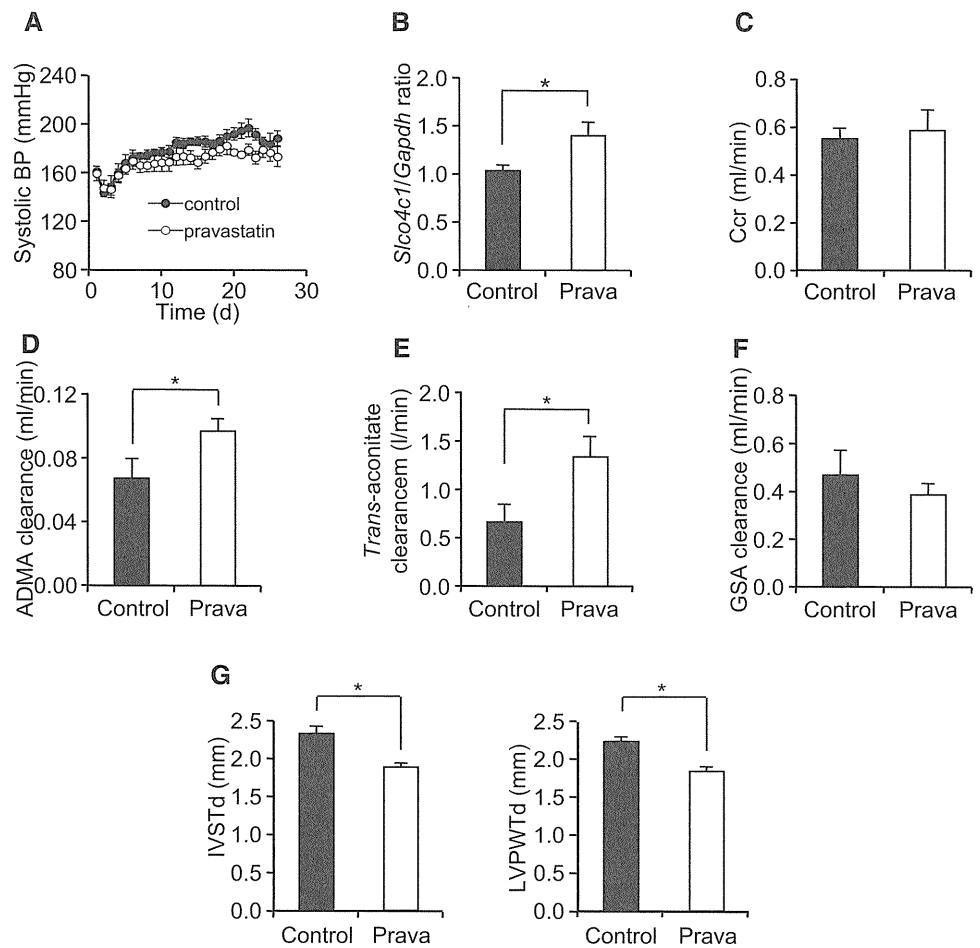 A
Systolic BP (mmHg)
240
200
160
120
80
0
10
20
30
Time (d)
control
pravastatin
B
Slco4c1/Gapdh ratio
2.0
1.5
1.0
0.5
0.0
*
Control Prava
C
Ccr (ml/min)
0.8
0.6
0.4
0.2
0.0
Control Prava
D
ADMA clearance (ml/min)
0.12
0.08
0.04
0.00
*
Control Prava
E
Trans-aconitate
clearancem (l/min)
2.0
1.5
1.0
0.5
0.0
*
Control Prava
F
GSA clearance (ml/min)
0.8
0.6
0.4
0.2
0.0
Control Prava
G
IVSTd (mm)
2.5
2.0
1.5
1.0
0.5
0.0
*
Control Prava
LVPWTd (mm)
2.5
2.0
1.5
1.0
0.5
0.0
*
Control Prava